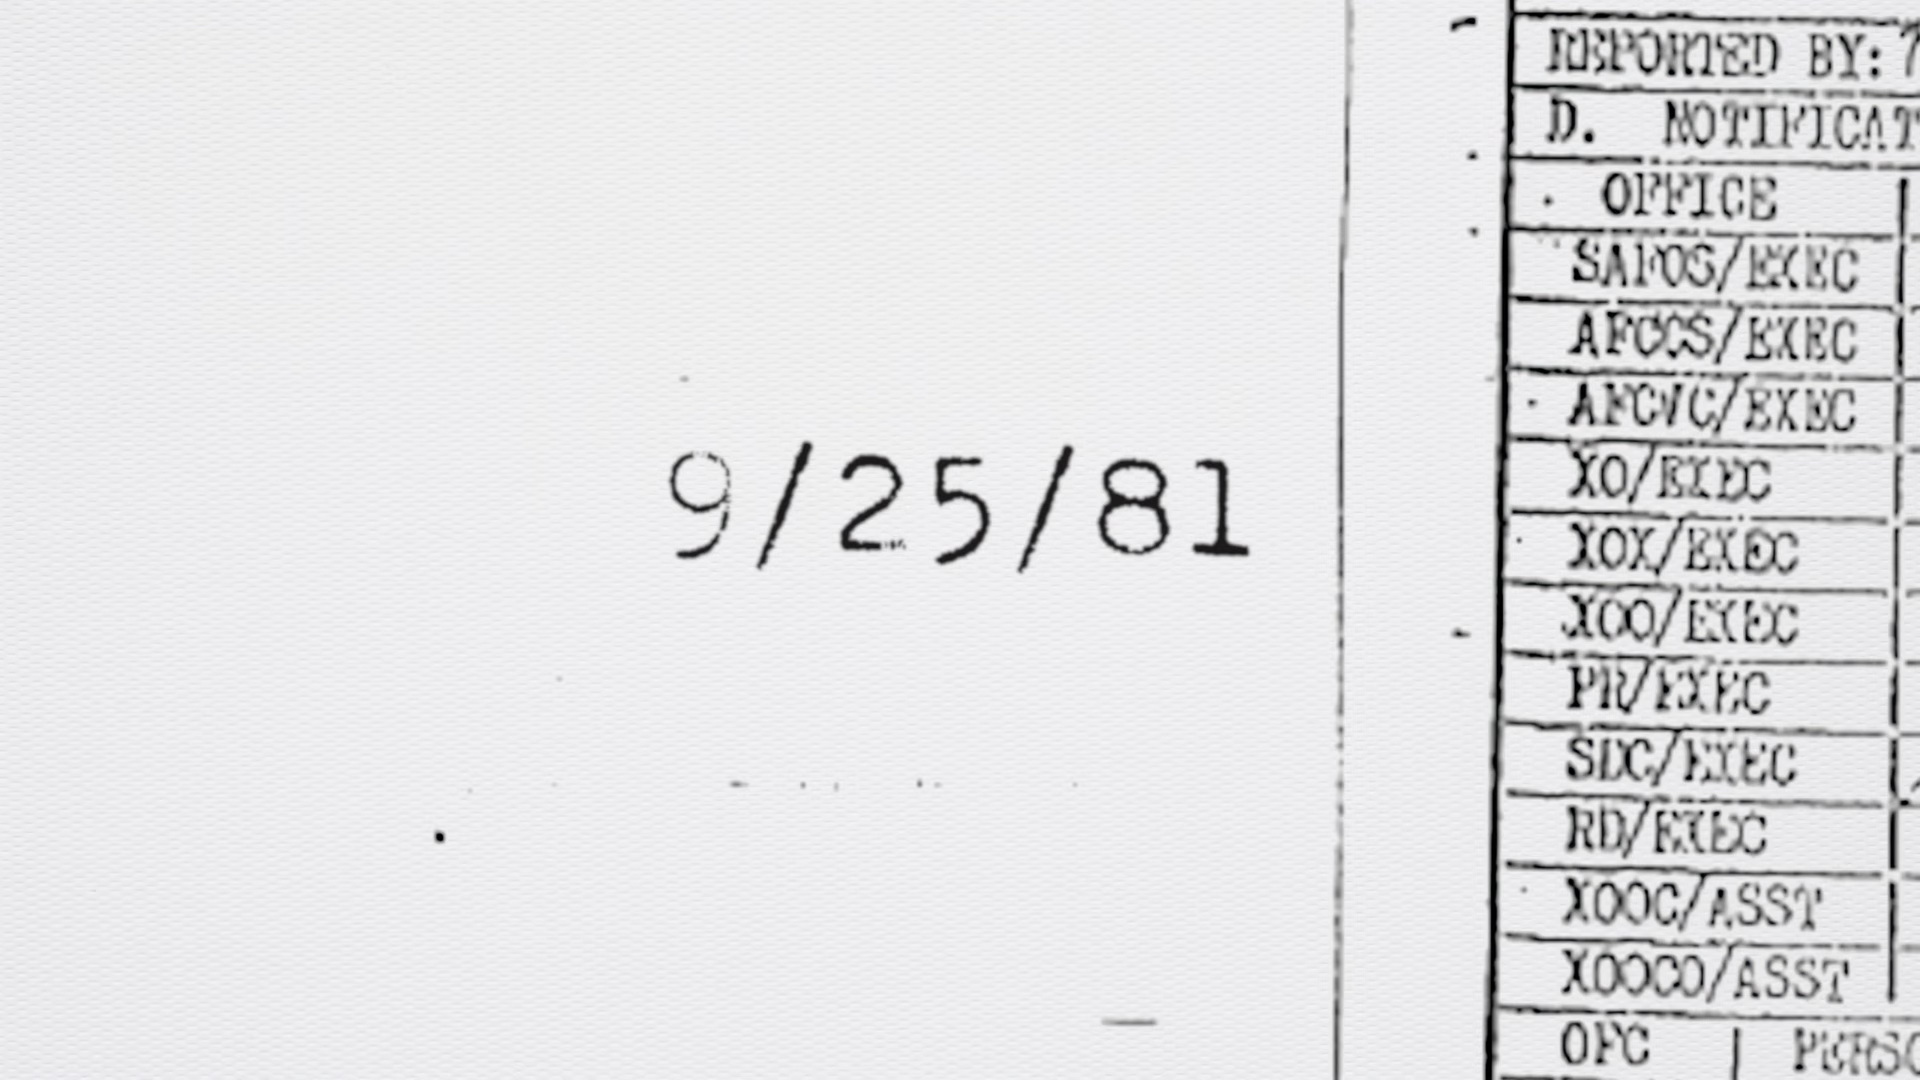 9/25/81
REPORTED BY:
D. NOTIFICAT
OFFICE
SAFOS/EXEC
AFCCS/EXEC
AFCVC/EXEC
XO/EXEC
XOX/EXEC
XOO/EXEC
PR/EXEC
SDC/EXEC
RD/EXEC
XOOC/ASST
XOOCO/ASST
OFC PERSO